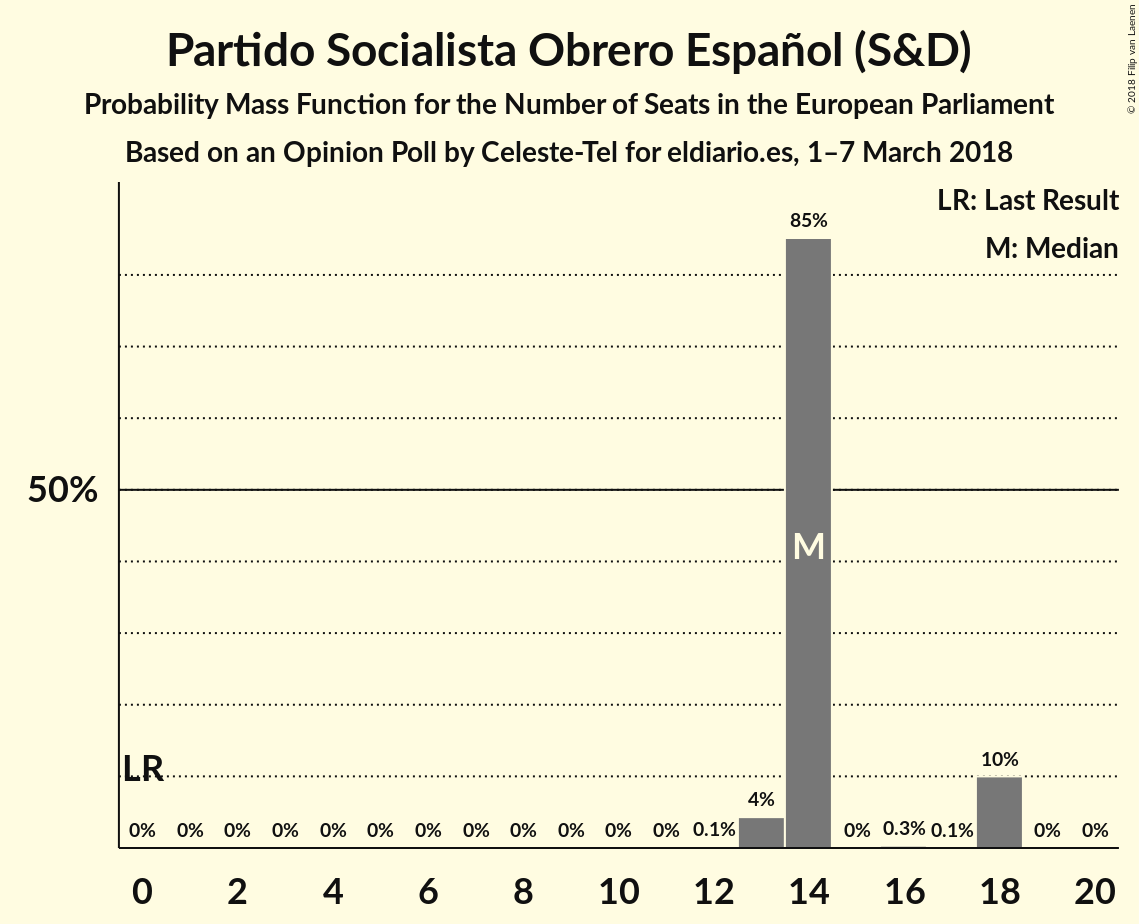 Partido Socialista Obrero Español (S&D)
Probability Mass Function for the Number of Seats in the European Parliament
Based on an Opinion Poll by Celeste-Tel for eldiario.es, 1–7 March 2018
© 2018 Filip van Laenen
LR: Last Result
M: Median
85%
50%
M
LR
10%
4%
0% 0% 0% 0% 0% 0% 0% 0% 0% 0% 0% 0% 0.1% 0% 0.3% 0.1% 0% 0%
0 2 4 6 8 10 12 14 16 18 20